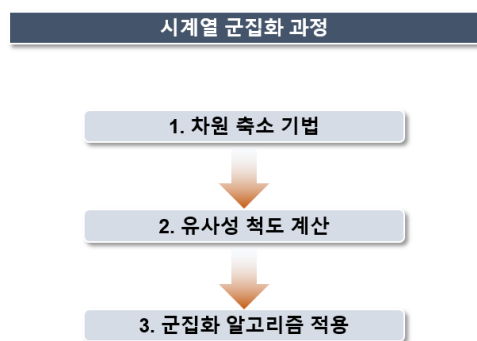 시계열 군집화 과정
1. 차원 축소 기법
2. 유사성 척도 계산
3. 군집화 알고리즘 적용